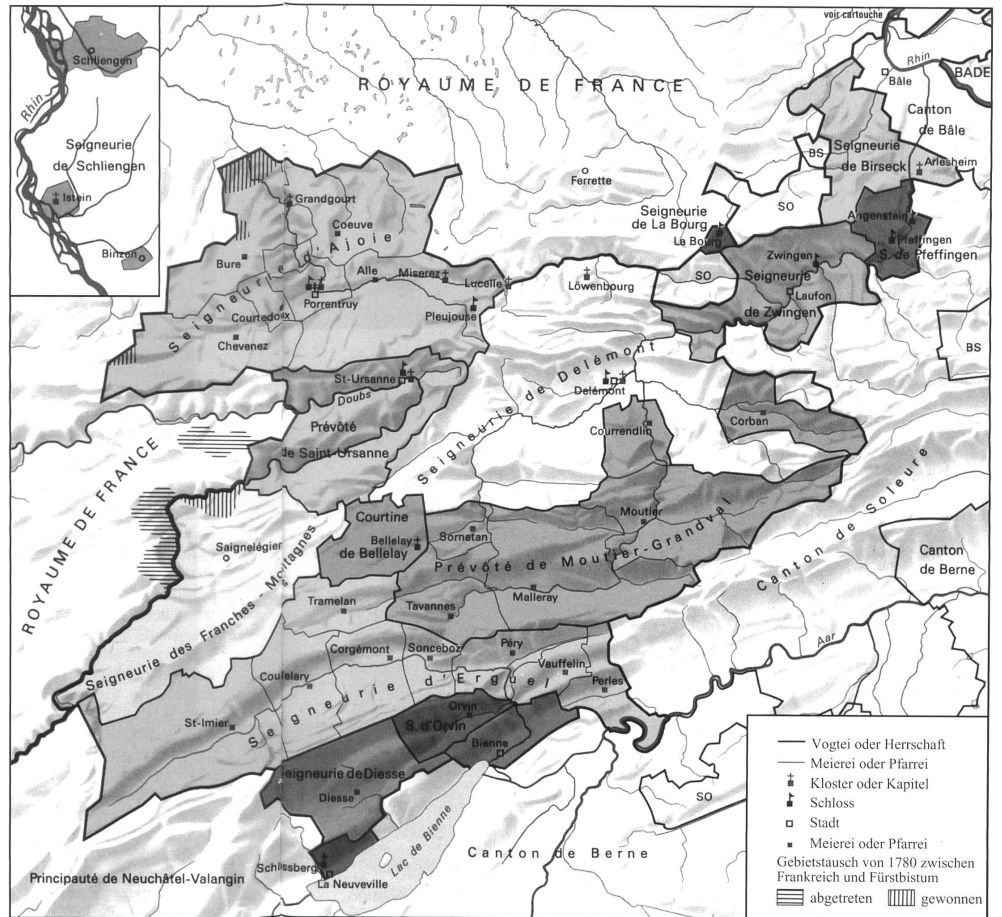 voir cartouche
Schliengen
Rhin
Seigneurie
de Schliengen
Istein
Binzen
ROYAUME DE FRANCE
Rhin
BADE
Bâle
Canton
de Bâle
BS
Seigneurie
de Birseck
Arlesheim
Ferrette
SO
Seigneurie
de La Bourg
La Bourg
Angenstein
Pfeffingen
S. de Pfeffingen
Grandgourt
Coeuve
Seigneurie d'Ajoie
Bure
Alle
Miserez
Lucelle
Löwenbourg
SO
Zwingen
Seigneurie
de Zwingen
Laufon
Porrentruy
Courtedoux
Pleujouse
Chevenez
BS
St-Ursanne
Doubs
Prévôté
de Saint-Ursanne
Seigneurie de Delémont
Delémont
Courrendlin
Corban
ROYAUME DE FRANCE
Courtine
de Bellelay
Bellelay
Saignelégier
Sornetan
Moutier
Prévôté de Moutier-Grandval
Malleray
Canton de Soleure
Canton
de Berne
Seigneurie des Franches-Montagnes
Tramelan
Tavannes
Aar
Corgémont
Sonceboz
Péry
Vauffelin
Perles
Coulelary
Seigneurie d'Erguel
St-Imier
Orvin
S. d'Orvin
Bienne
Seigneurie de Diesse
Diesse
SO
Schlossberg
La Neuveville
Lac de Bienne
Canton de Berne
Principauté de Neuchâtel-Valangin
Vogtei oder Herrschaft
Meierei oder Pfarrei
Kloster oder Kapitel
Schloss
Stadt
Meierei oder Pfarrei
Gebietstausch von 1780 zwischen
Frankreich und Fürstbistum
abgetreten
gewonnen